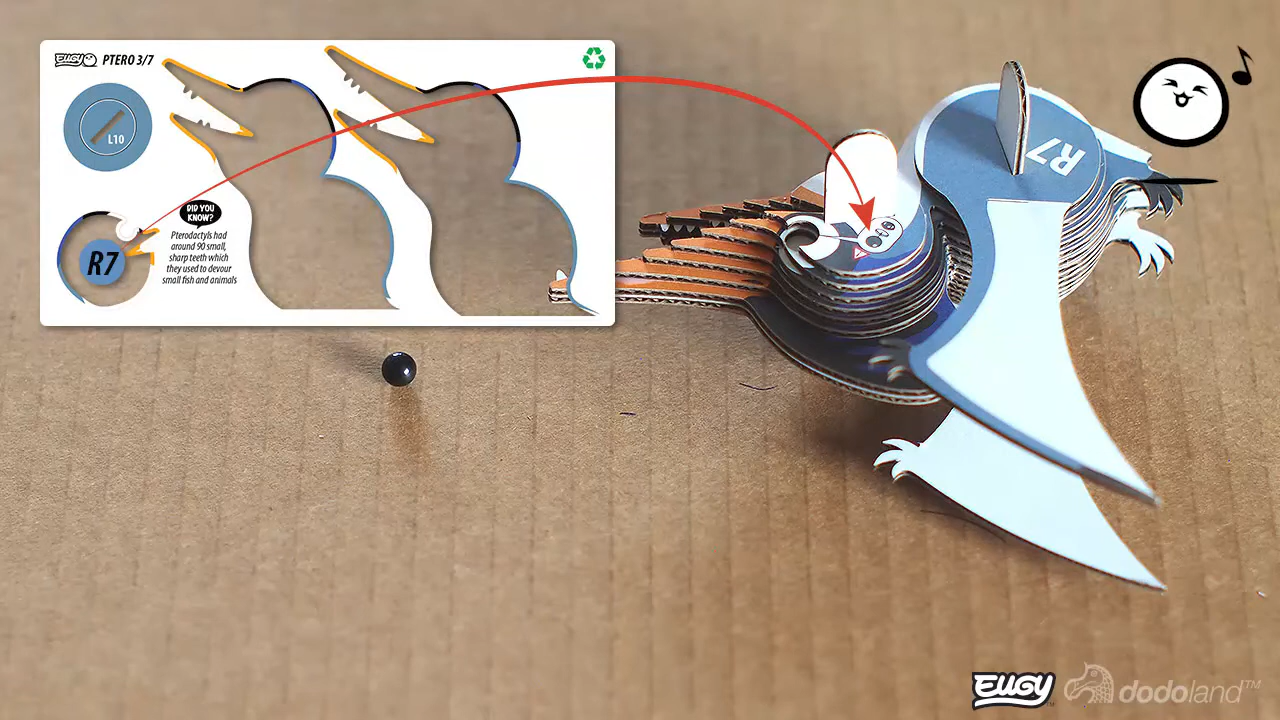 EUGY PTERO 3/7
L10
R7
DID YOU
KNOW?
Pterodactyls had
around 90 small,
sharp teeth which
they used to devour
small fish and animals
R7
EUGY dodoland™